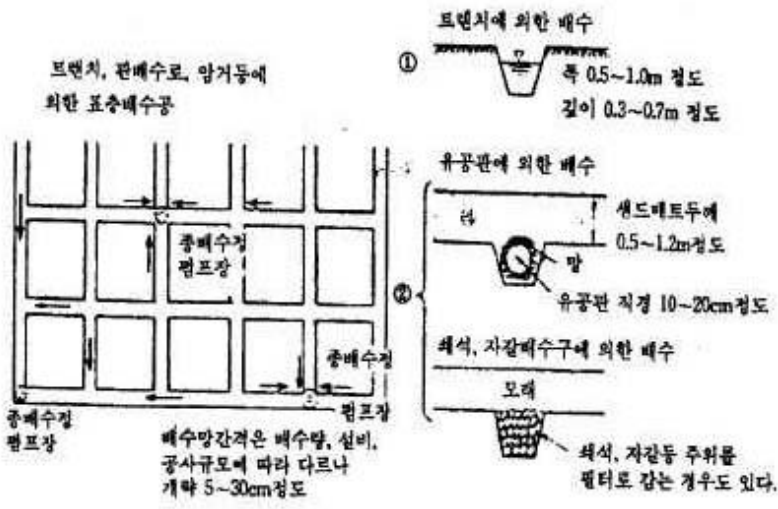 트렌치, 판배수로, 암거등에
의한 표층배수공
종배수정
펌프장
종배수정
펌프장
종배수정
펌프장
배수망간격은 배수량, 설비,
공사규모에 따라 다르나
개략 5~30cm정도
트렌치에 의한 배수
①
폭 0.5~1.0m 정도
깊이 0.3~0.7m 정도
유공관에 의한 배수
②
샌드매트두께
0.5~1.2m정도
망
유공관 직경 10~20cm정도
쇄석, 자갈배수구에 의한 배수
모래
쇄석, 자갈등 주위를
필터로 감는 경우도 있다.